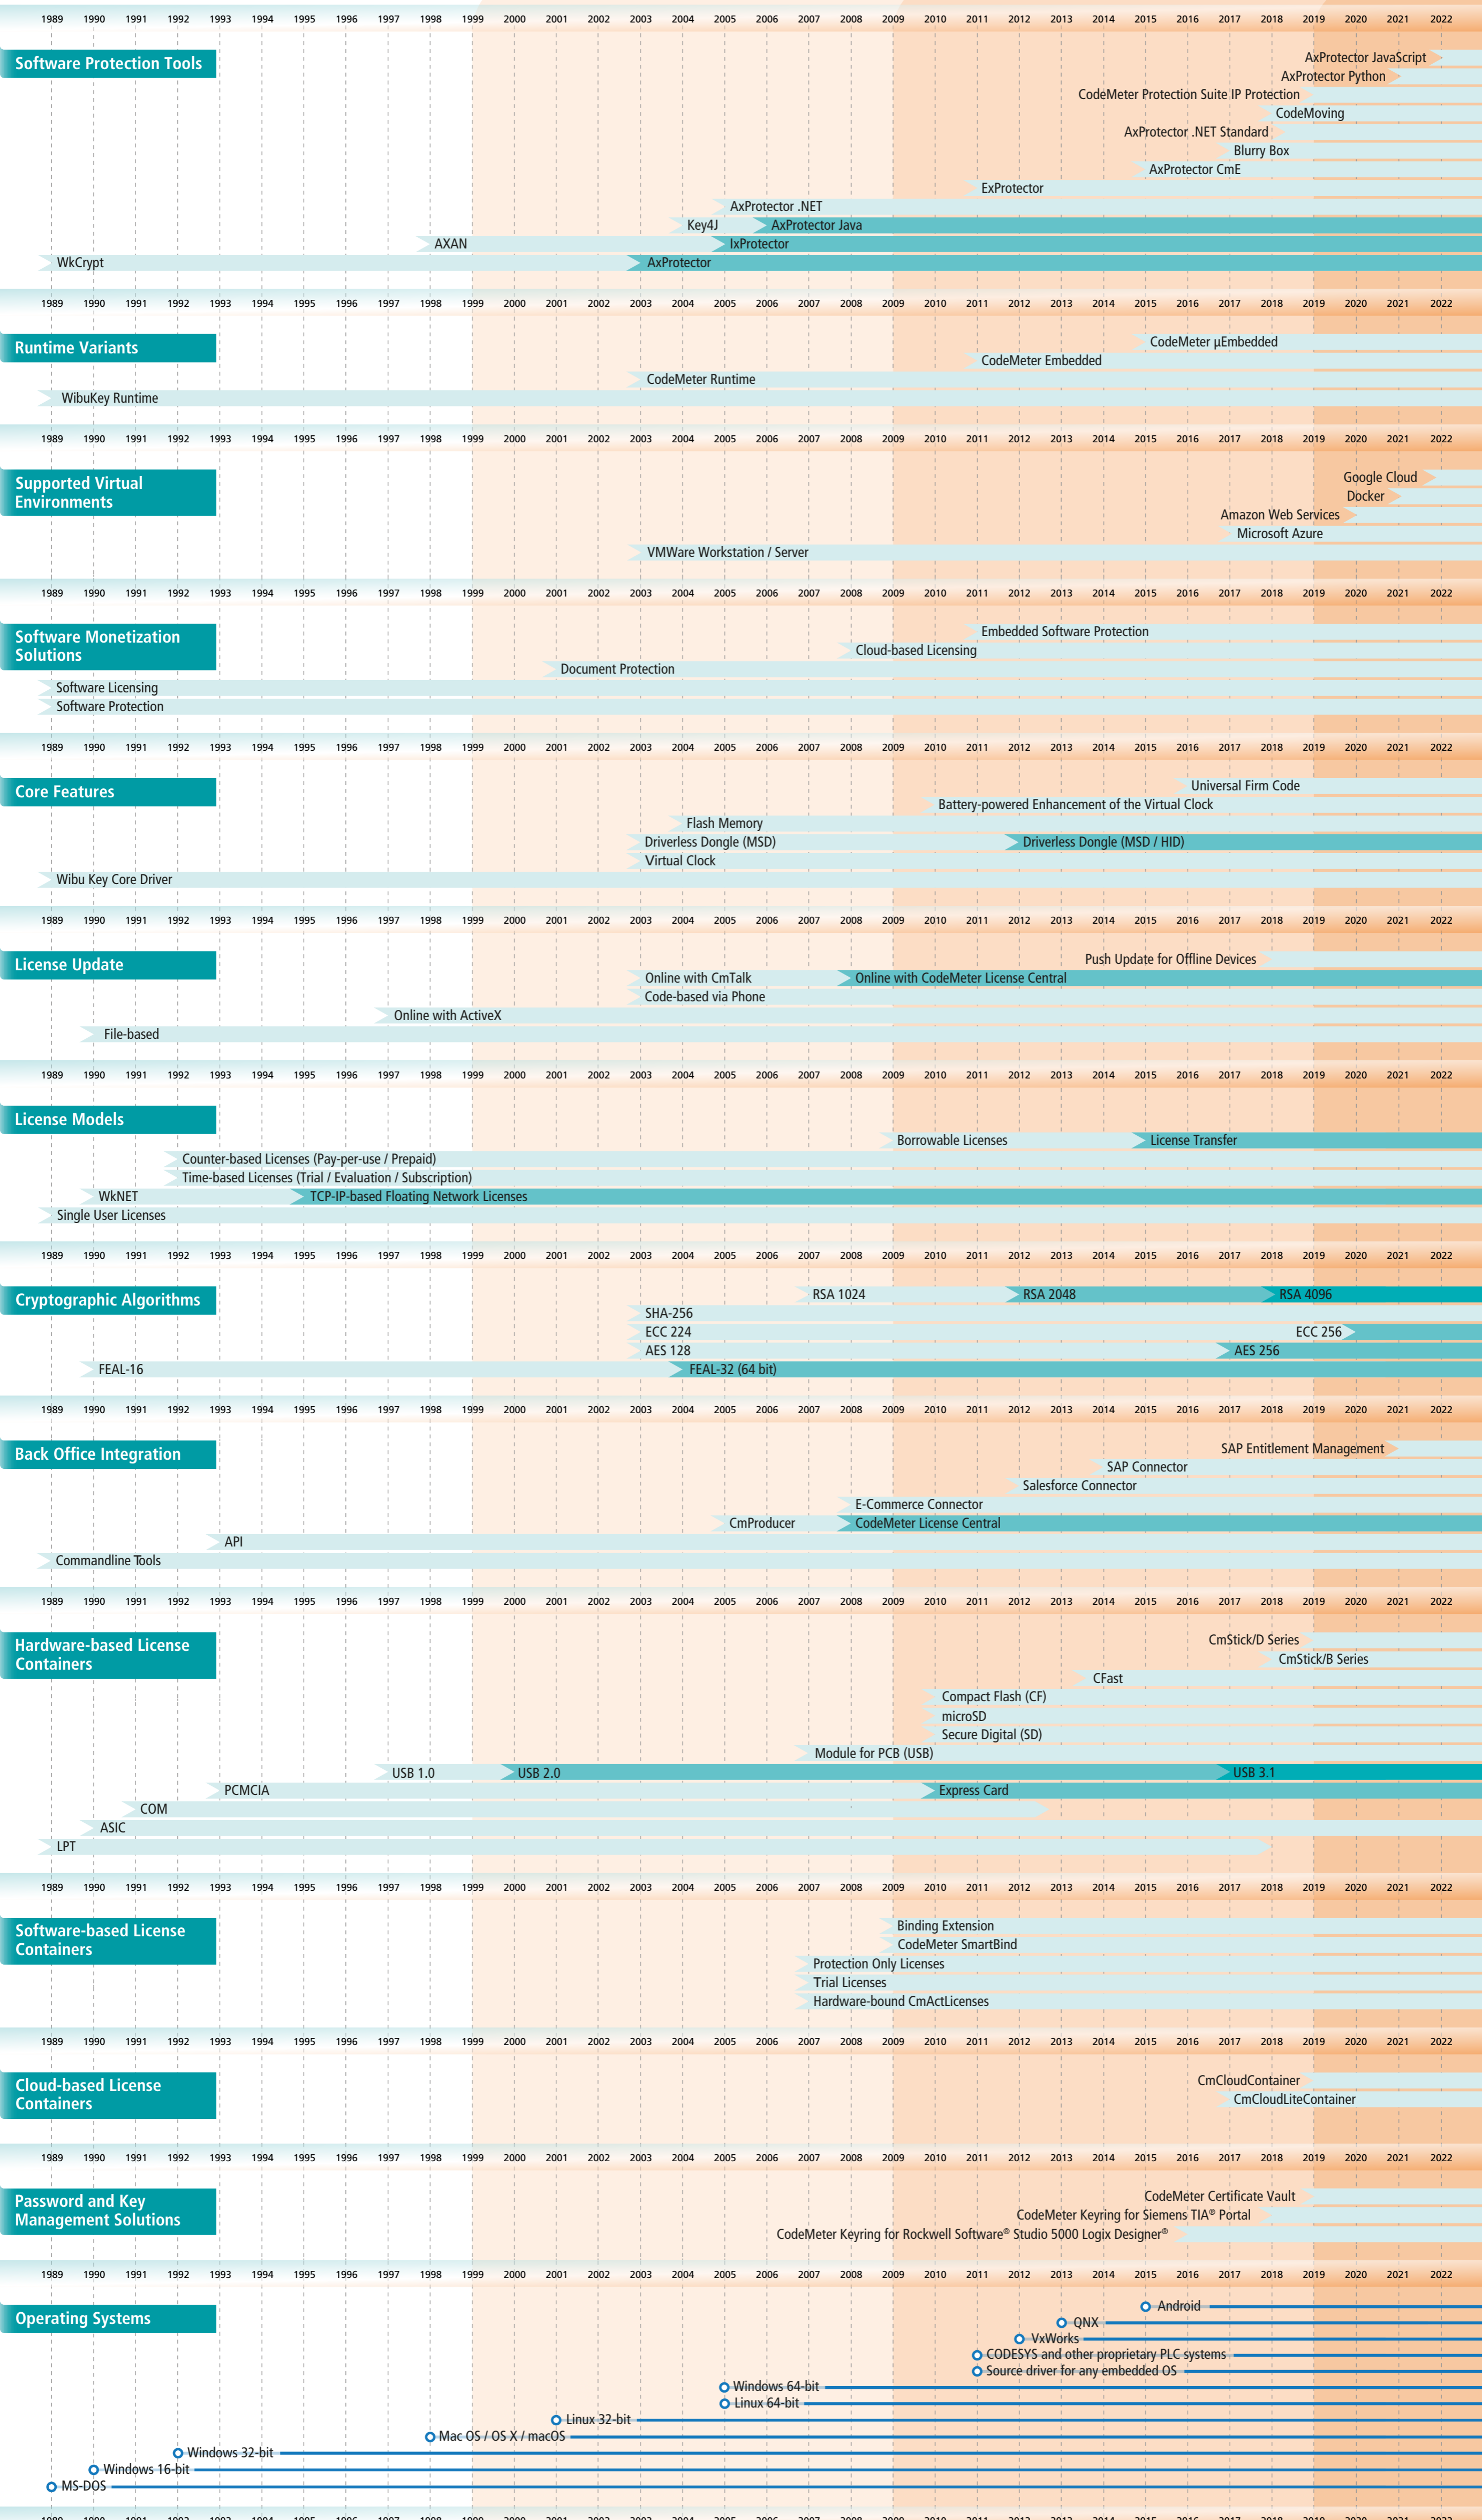 1989 1990 1991 1992 1993 1994 1995 1996 1997 1998 1999 2000 2001 2002 2003 2004 2005 2006 2007 2008 2009 2010 2011 2012 2013 2014 2015 2016 2017 2018 2019 2020 2021 2022
Software Protection Tools
AxProtector JavaScript
AxProtector Python
CodeMeter Protection Suite IP Protection
CodeMoving
AxProtector .NET Standard
Blurry Box
AxProtector CmE
ExProtector
AxProtector .NET
Key4J AxProtector Java
AXAN IxProtector
WkCrypt AxProtector
1989 1990 1991 1992 1993 1994 1995 1996 1997 1998 1999 2000 2001 2002 2003 2004 2005 2006 2007 2008 2009 2010 2011 2012 2013 2014 2015 2016 2017 2018 2019 2020 2021 2022
Runtime Variants
CodeMeter µEmbedded
CodeMeter Embedded
CodeMeter Runtime
WibuKey Runtime
1989 1990 1991 1992 1993 1994 1995 1996 1997 1998 1999 2000 2001 2002 2003 2004 2005 2006 2007 2008 2009 2010 2011 2012 2013 2014 2015 2016 2017 2018 2019 2020 2021 2022
Supported Virtual
Environments
Google Cloud
Docker
Amazon Web Services
Microsoft Azure
VMWare Workstation / Server
1989 1990 1991 1992 1993 1994 1995 1996 1997 1998 1999 2000 2001 2002 2003 2004 2005 2006 2007 2008 2009 2010 2011 2012 2013 2014 2015 2016 2017 2018 2019 2020 2021 2022
Software Monetization
Solutions
Embedded Software Protection
Cloud-based Licensing
Document Protection
Software Licensing
Software Protection
1989 1990 1991 1992 1993 1994 1995 1996 1997 1998 1999 2000 2001 2002 2003 2004 2005 2006 2007 2008 2009 2010 2011 2012 2013 2014 2015 2016 2017 2018 2019 2020 2021 2022
Core Features
Universal Firm Code
Battery-powered Enhancement of the Virtual Clock
Flash Memory
Driverless Dongle (MSD) Driverless Dongle (MSD / HID)
Virtual Clock
Wibu Key Core Driver
1989 1990 1991 1992 1993 1994 1995 1996 1997 1998 1999 2000 2001 2002 2003 2004 2005 2006 2007 2008 2009 2010 2011 2012 2013 2014 2015 2016 2017 2018 2019 2020 2021 2022
License Update
Push Update for Offline Devices
Online with CmTalk Online with CodeMeter License Central
Code-based via Phone
Online with ActiveX
File-based
1989 1990 1991 1992 1993 1994 1995 1996 1997 1998 1999 2000 2001 2002 2003 2004 2005 2006 2007 2008 2009 2010 2011 2012 2013 2014 2015 2016 2017 2018 2019 2020 2021 2022
License Models
Borrowable Licenses License Transfer
Counter-based Licenses (Pay-per-use / Prepaid)
Time-based Licenses (Trial / Evaluation / Subscription)
WkNET TCP-IP-based Floating Network Licenses
Single User Licenses
1989 1990 1991 1992 1993 1994 1995 1996 1997 1998 1999 2000 2001 2002 2003 2004 2005 2006 2007 2008 2009 2010 2011 2012 2013 2014 2015 2016 2017 2018 2019 2020 2021 2022
Cryptographic Algorithms
RSA 1024 RSA 2048 RSA 4096
SHA-256
ECC 224 ECC 256
AES 128 AES 256
FEAL-16 FEAL-32 (64 bit)
1989 1990 1991 1992 1993 1994 1995 1996 1997 1998 1999 2000 2001 2002 2003 2004 2005 2006 2007 2008 2009 2010 2011 2012 2013 2014 2015 2016 2017 2018 2019 2020 2021 2022
Back Office Integration
SAP Entitlement Management
SAP Connector
Salesforce Connector
E-Commerce Connector
CmProducer CodeMeter License Central
API
Commandline Tools
1989 1990 1991 1992 1993 1994 1995 1996 1997 1998 1999 2000 2001 2002 2003 2004 2005 2006 2007 2008 2009 2010 2011 2012 2013 2014 2015 2016 2017 2018 2019 2020 2021 2022
Hardware-based License
Containers
CmStick/D Series
CmStick/B Series
CFast
Compact Flash (CF)
microSD
Secure Digital (SD)
Module for PCB (USB)
USB 1.0 USB 2.0 USB 3.1
PCMCIA Express Card
COM
ASIC
LPT
1989 1990 1991 1992 1993 1994 1995 1996 1997 1998 1999 2000 2001 2002 2003 2004 2005 2006 2007 2008 2009 2010 2011 2012 2013 2014 2015 2016 2017 2018 2019 2020 2021 2022
Software-based License
Containers
Binding Extension
CodeMeter SmartBind
Protection Only Licenses
Trial Licenses
Hardware-bound CmActLicenses
1989 1990 1991 1992 1993 1994 1995 1996 1997 1998 1999 2000 2001 2002 2003 2004 2005 2006 2007 2008 2009 2010 2011 2012 2013 2014 2015 2016 2017 2018 2019 2020 2021 2022
Cloud-based License
Containers
CmCloudContainer
CmCloudLiteContainer
1989 1990 1991 1992 1993 1994 1995 1996 1997 1998 1999 2000 2001 2002 2003 2004 2005 2006 2007 2008 2009 2010 2011 2012 2013 2014 2015 2016 2017 2018 2019 2020 2021 2022
Password and Key
Management Solutions
CodeMeter Certificate Vault
CodeMeter Keyring for Siemens TIA® Portal
CodeMeter Keyring for Rockwell Software® Studio 5000 Logix Designer®
1989 1990 1991 1992 1993 1994 1995 1996 1997 1998 1999 2000 2001 2002 2003 2004 2005 2006 2007 2008 2009 2010 2011 2012 2013 2014 2015 2016 2017 2018 2019 2020 2021 2022
Operating Systems
Android
QNX
VxWorks
CODESYS and other proprietary PLC systems
Source driver for any embedded OS
Windows 64-bit
Linux 64-bit
Linux 32-bit
Mac OS / OS X / macOS
Windows 32-bit
Windows 16-bit
MS-DOS